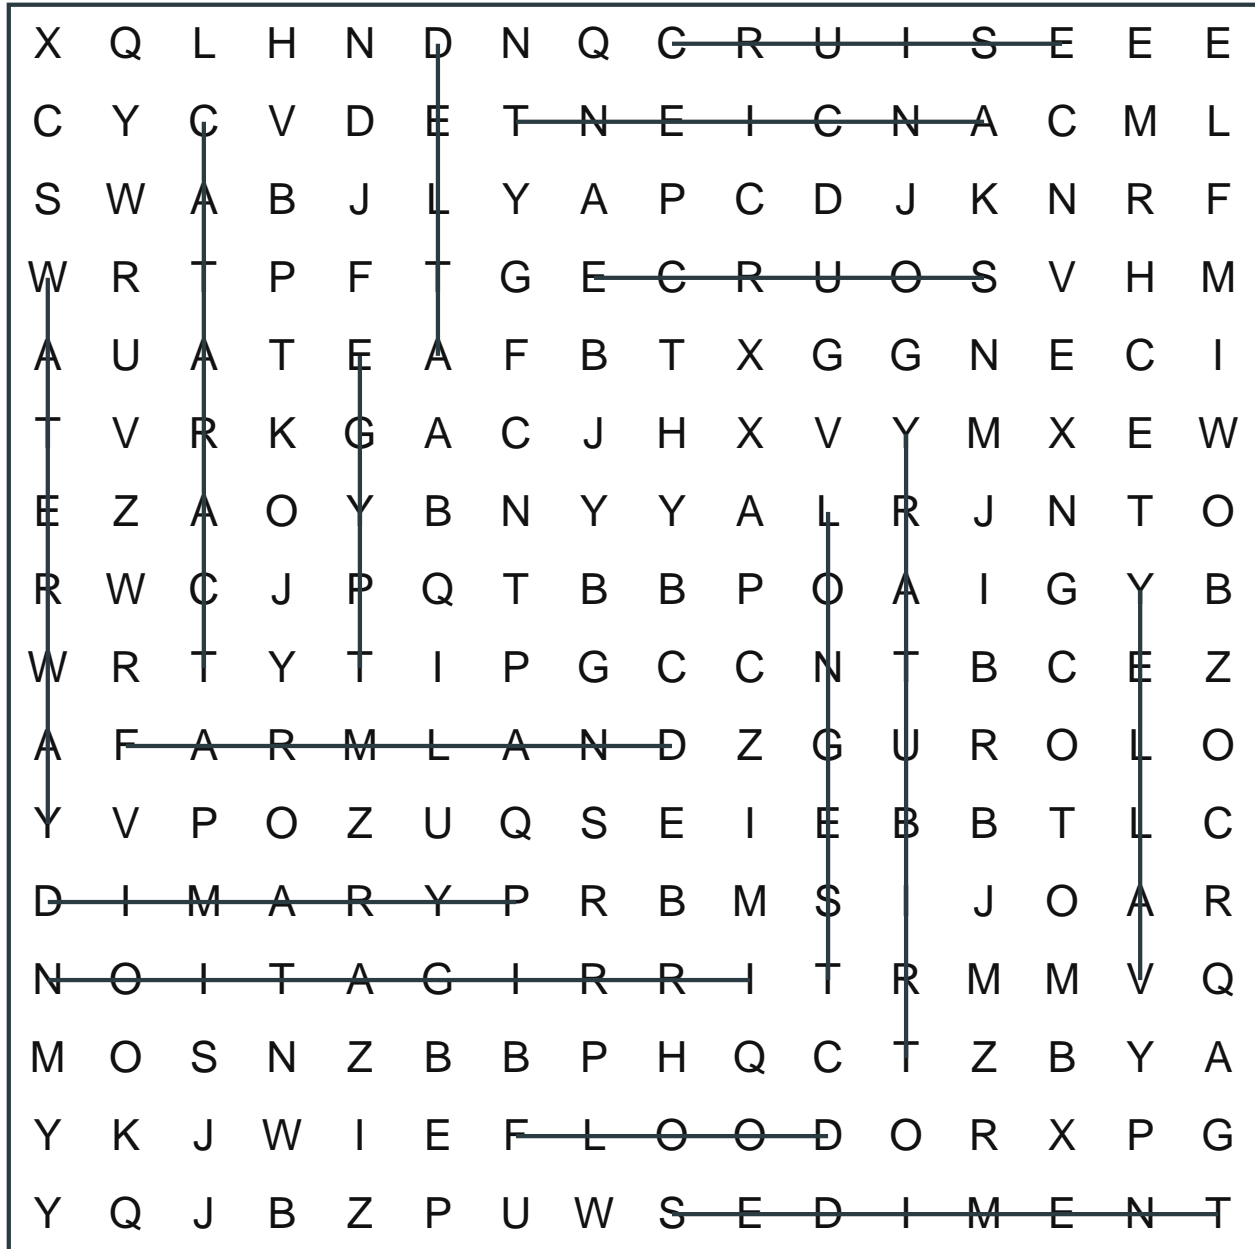 X Q L H N D N Q C R U I S E E E
C Y C V D E T N E I C N A C M L
S W A B J L Y A P C D J K N R F
W R T P F T G E C R U O S V H M
A U A T E A F B T X G G N E C I
T V R K G A C J H X V Y M X E W
E Z A O Y B N Y Y A L R J N T O
R W C J P Q T B B P O A I G Y B
W R T Y T I P G C C N T B C E Z
A F A R M L A N D Z G U R O L O
Y V P O Z U Q S E I E B B T L C
D I M A R Y P R B M S I J O A R
N O I T A G I R R I T R M M V Q
M O S N Z B B P H Q C T Z B Y A
Y K J W I E F L O O D O R X P G
Y Q J B Z P U W S E D I M E N T